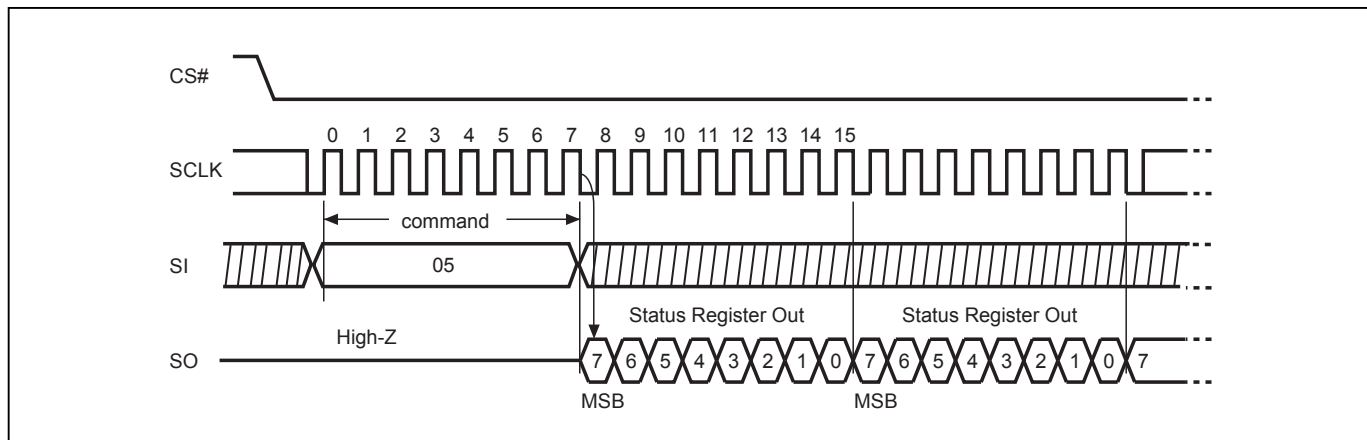 CS#
0 1 2 3 4 5 6 7 8 9 10 11 12 13 14 15
SCLK
command
SI
05
Status Register Out Status Register Out
High-Z
SO
7 6 5 4 3 2 1 0 7 6 5 4 3 2 1 0 7
MSB MSB